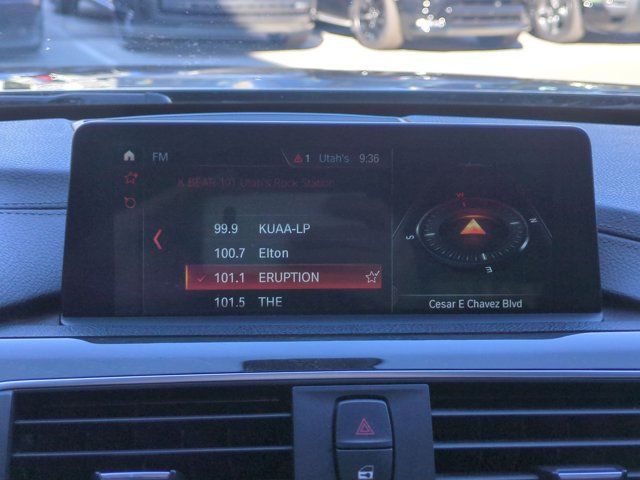 FM 1 Utah's 9:36
K BEAR 101 Utah's Rock Station
99.9 KUAA-LP
100.7 Elton
101.1 ERUPTION
101.5 THE
W
N
S
E
Cesar E Chavez Blvd